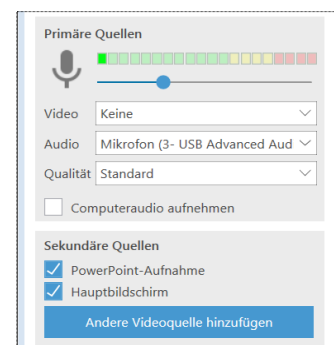 Primäre Quellen
Video Keine
Audio Mikrofon (3- USB Advanced Aud
Qualität Standard
Computeraudio aufnehmen
Sekundäre Quellen
PowerPoint-Aufnahme
Hauptbildschirm
Andere Videoquelle hinzufügen